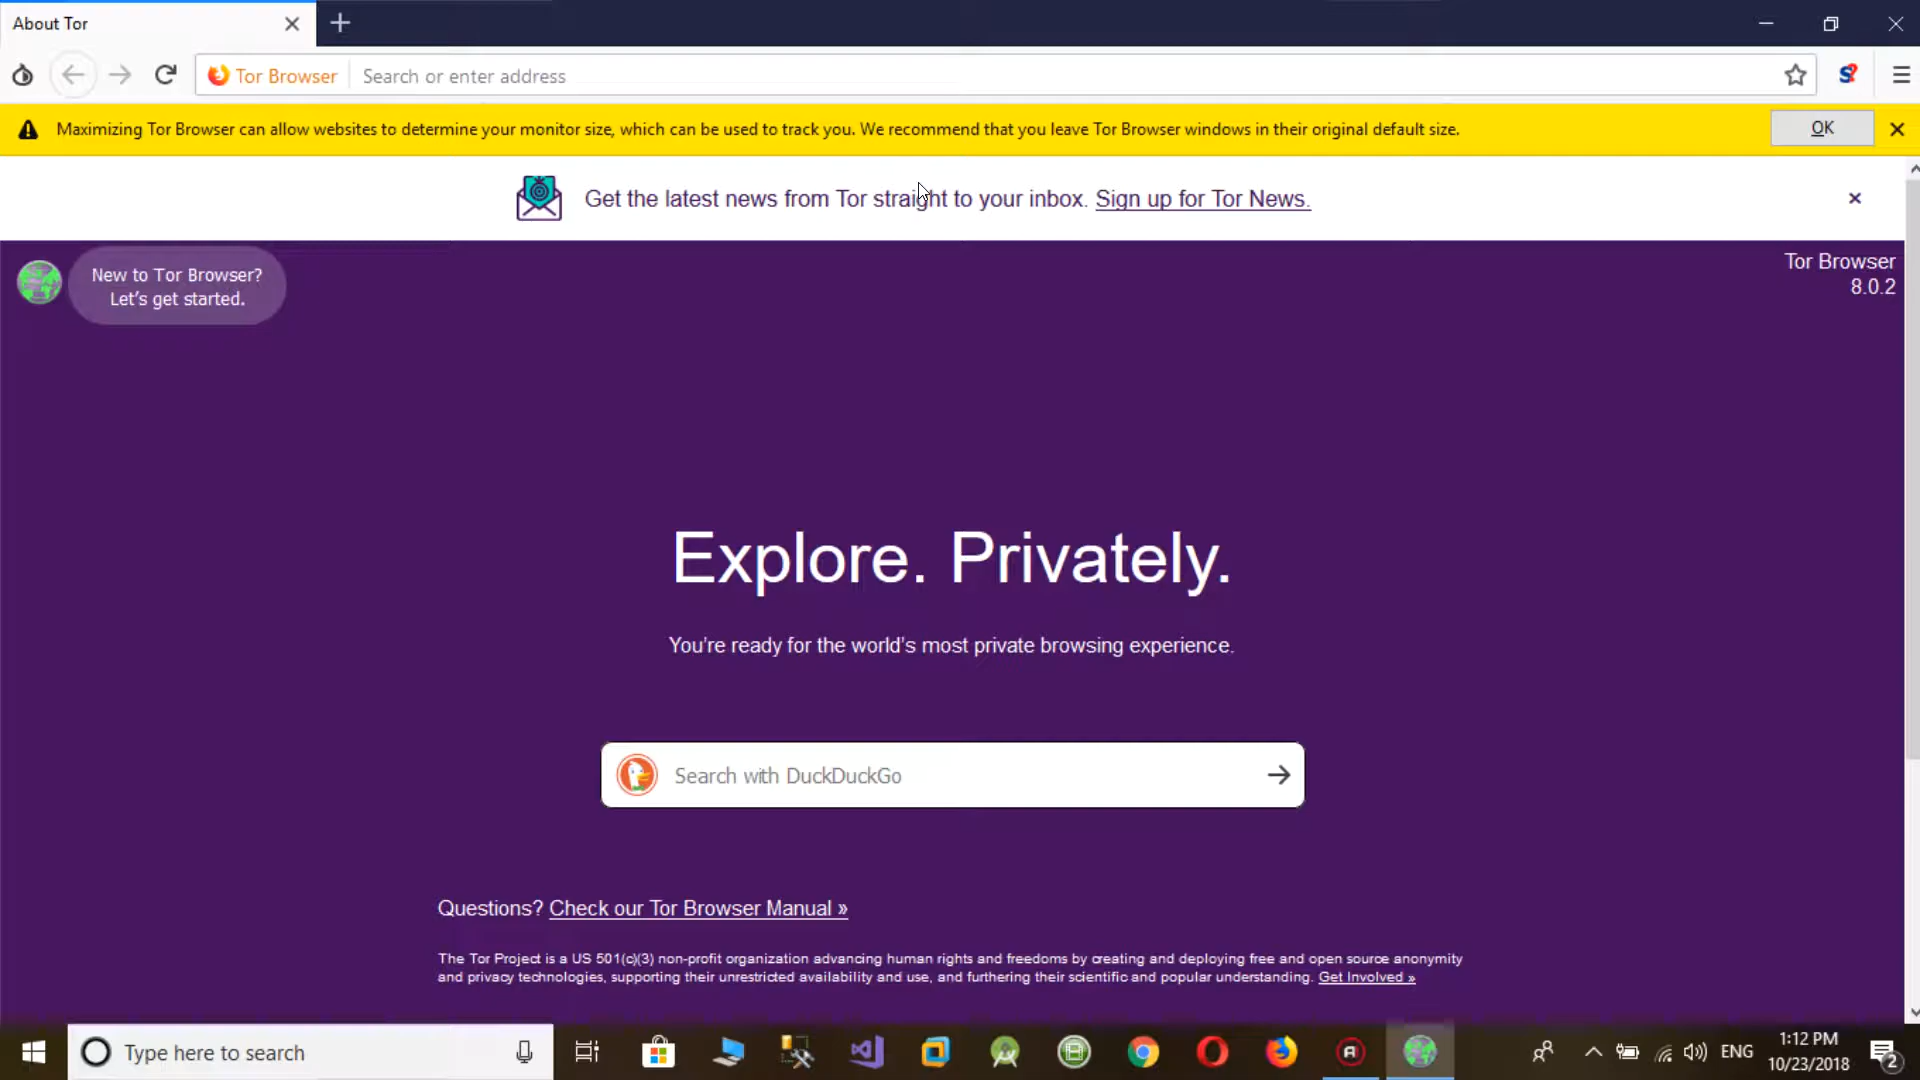 About Tor
Tor Browser
Search or enter address
Maximizing Tor Browser can allow websites to determine your monitor size, which can be used to track you. We recommend that you leave Tor Browser windows in their original default size.
OK
Get the latest news from Tor straight to your inbox. Sign up for Tor News.
New to Tor Browser?
Let's get started.
Tor Browser
8.0.2
Explore. Privately.
You're ready for the world's most private browsing experience.
Search with DuckDuckGo
Questions? Check our Tor Browser Manual »
The Tor Project is a US 501(c)(3) non-profit organization advancing human rights and freedoms by creating and deploying free and open source anonymity
and privacy technologies, supporting their unrestricted availability and use, and furthering their scientific and popular understanding. Get Involved »
Type here to search
ENG
1:12 PM
10/23/2018
2